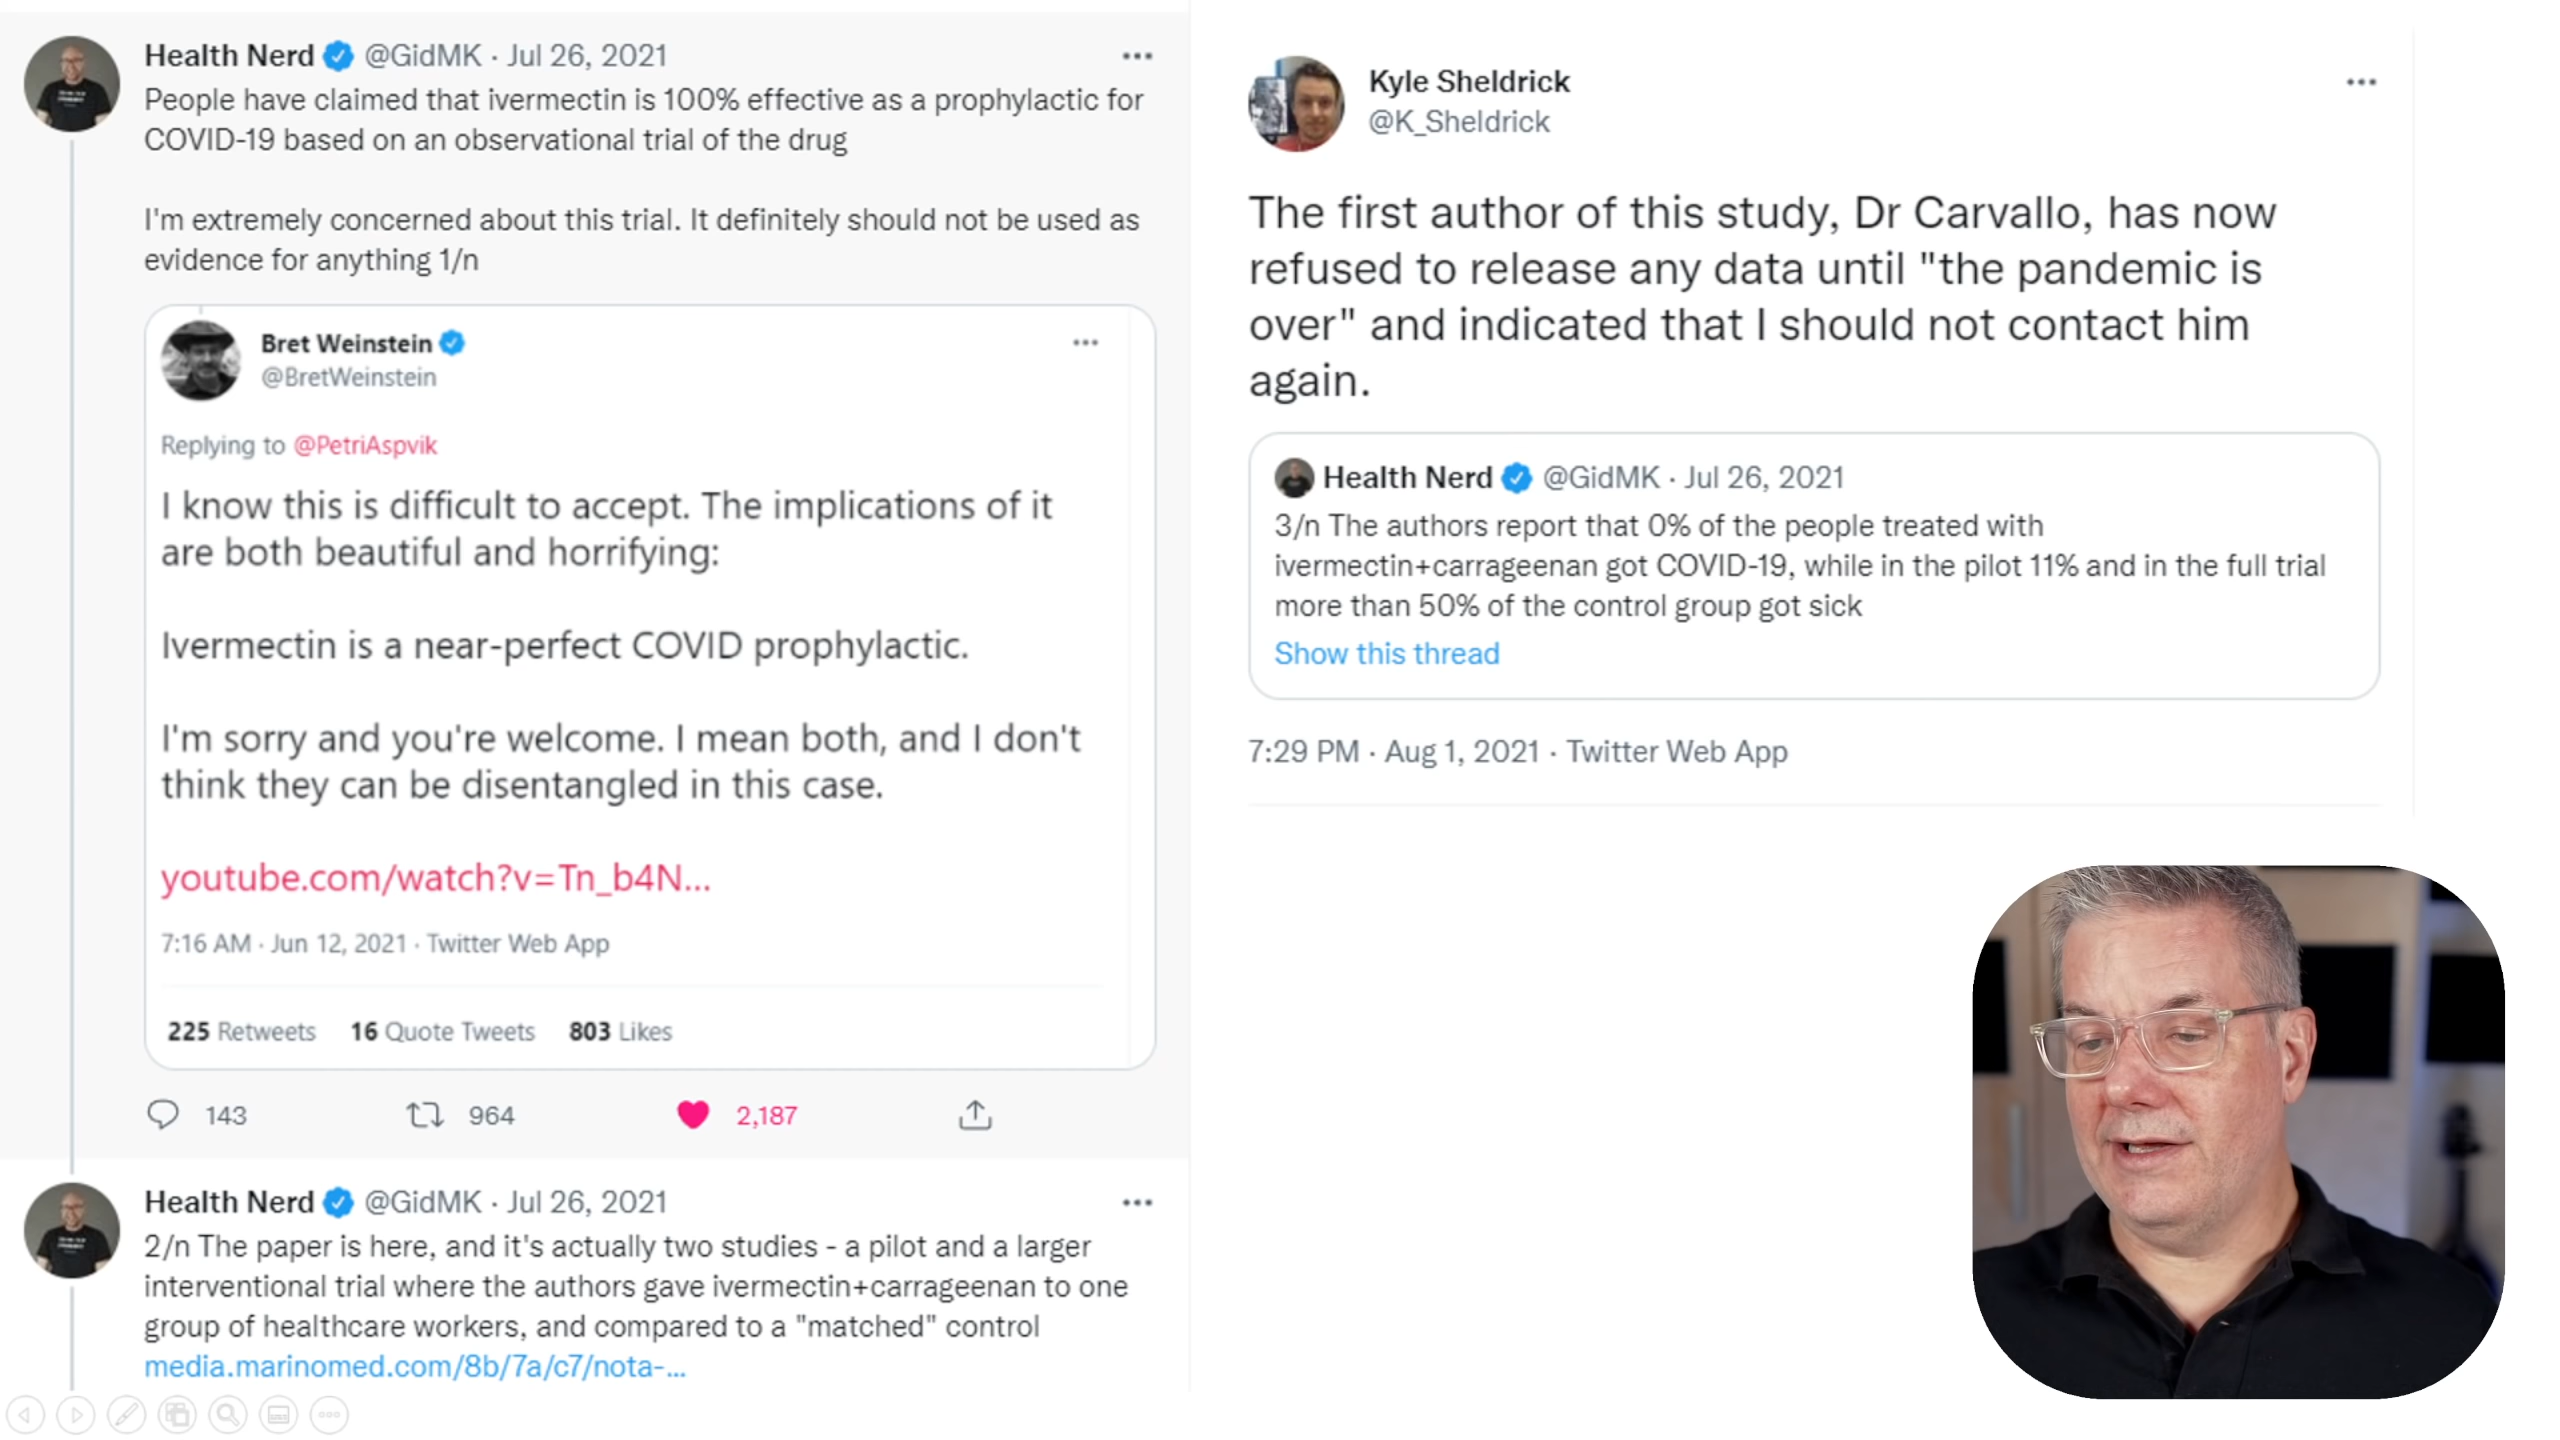 Health Nerd @GidMK · Jul 26, 2021
People have claimed that ivermectin is 100% effective as a prophylactic for
COVID-19 based on an observational trial of the drug
I'm extremely concerned about this trial. It definitely should not be used as
evidence for anything 1/n
Bret Weinstein
@BretWeinstein
Replying to @PetriAspvik
I know this is difficult to accept. The implications of it
are both beautiful and horrifying:
Ivermectin is a near-perfect COVID prophylactic.
I'm sorry and you're welcome. I mean both, and I don't
think they can be disentangled in this case.
youtube.com/watch?v=Tn_b4N...
7:16 AM · Jun 12, 2021 · Twitter Web App
225 Retweets 16 Quote Tweets 803 Likes
143 964 2,187
Health Nerd @GidMK · Jul 26, 2021
2/n The paper is here, and it's actually two studies - a pilot and a larger
interventional trial where the authors gave ivermectin+carrageenan to one
group of healthcare workers, and compared to a "matched" control
media.marinomed.com/8b/7a/c7/nota-...
Kyle Sheldrick
@K_Sheldrick
The first author of this study, Dr Carvallo, has now
refused to release any data until "the pandemic is
over" and indicated that I should not contact him
again.
Health Nerd @GidMK · Jul 26, 2021
3/n The authors report that 0% of the people treated with
ivermectin+carrageenan got COVID-19, while in the pilot 11% and in the full trial
more than 50% of the control group got sick
Show this thread
7:29 PM · Aug 1, 2021 · Twitter Web App